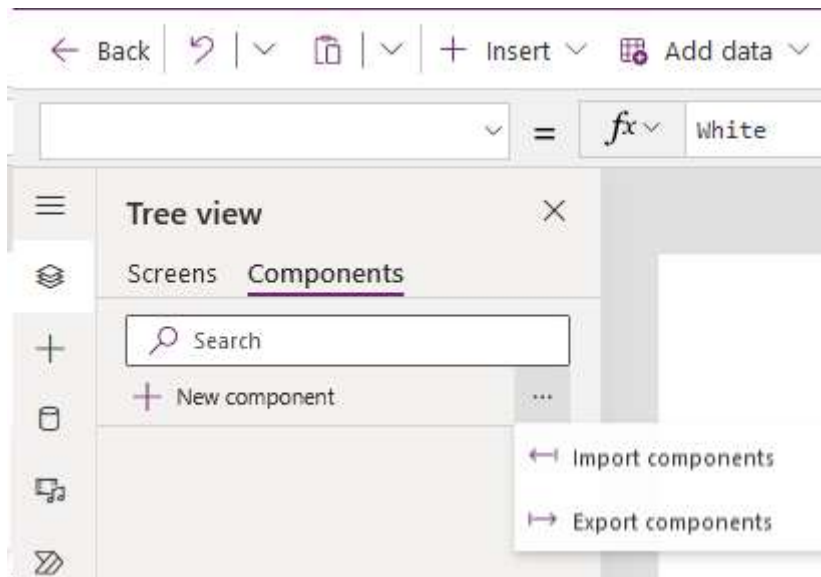 Back Insert Add data
= fx White
Tree view
Screens Components
Search
New component ...
Import components
Export components